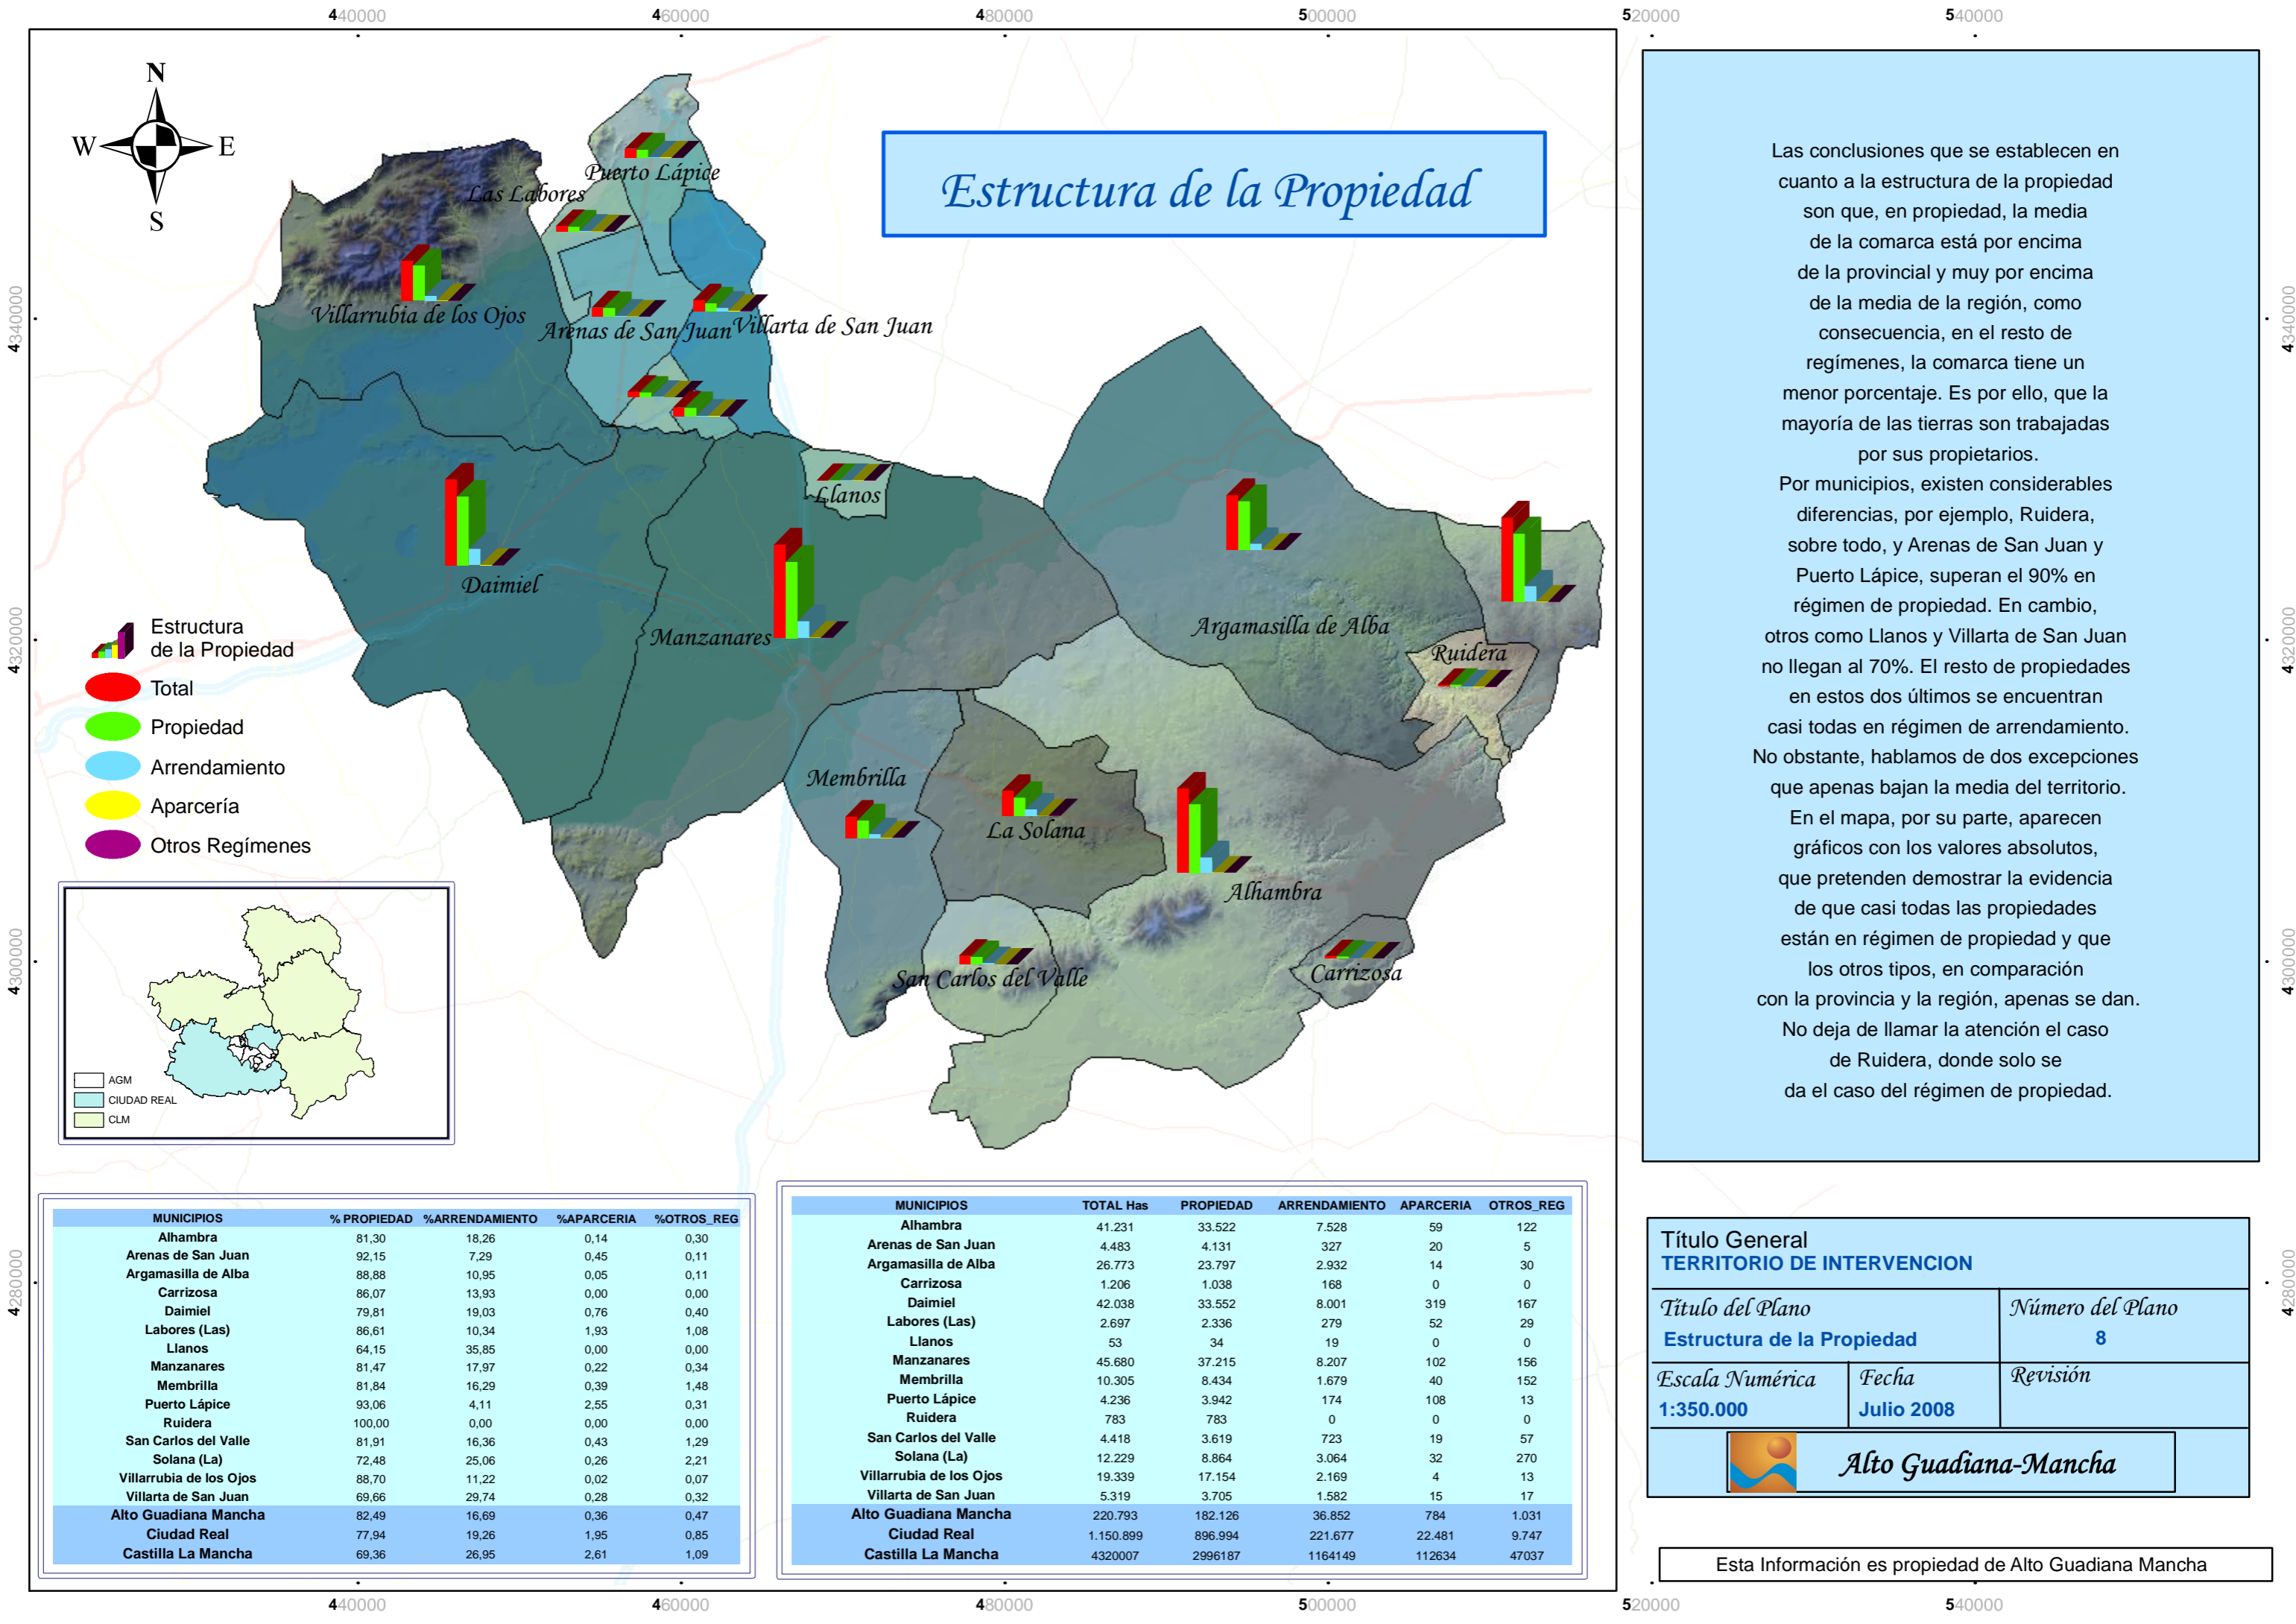 440000 460000 480000 500000 520000 540000
N
W E
S
Estructura de la Propiedad
Puerto Lápice
Las Labores
Villarrubia de los Ojos
Arenas de San Juan
Villarta de San Juan
Llanos
Daimiel
Manzanares
Argamasilla de Alba
Ruidera
Membrilla
La Solana
Alhambra
San Carlos del Valle
Carrizosa
4340000
4320000
4300000
4280000
4340000
4320000
4300000
4280000
Estructura
de la Propiedad
Total
Propiedad
Arrendamiento
Aparcería
Otros Regímenes
AGM
CIUDAD REAL
CLM
Las conclusiones que se establecen en
cuanto a la estructura de la propiedad
son que, en propiedad, la media
de la comarca está por encima
de la provincial y muy por encima
de la media de la región, como
consecuencia, en el resto de
regímenes, la comarca tiene un
menor porcentaje. Es por ello, que la
mayoría de las tierras son trabajadas
por sus propietarios.
Por municipios, existen considerables
diferencias, por ejemplo, Ruidera,
sobre todo, y Arenas de San Juan y
Puerto Lápice, superan el 90% en
régimen de propiedad. En cambio,
otros como Llanos y Villarta de San Juan
no llegan al 70%. El resto de propiedades
en estos dos últimos se encuentran
casi todas en régimen de arrendamiento.
No obstante, hablamos de dos excepciones
que apenas bajan la media del territorio.
En el mapa, por su parte, aparecen
gráficos con los valores absolutos,
que pretenden demostrar la evidencia
de que casi todas las propiedades
están en régimen de propiedad y que
los otros tipos, en comparación
con la provincia y la región, apenas se dan.
No deja de llamar la atención el caso
de Ruidera, donde solo se
da el caso del régimen de propiedad.
MUNICIPIOS % PROPIEDAD %ARRENDAMIENTO %APARCERIA %OTROS_REG
Alhambra 81,30 18,26 0,14 0,30
Arenas de San Juan 92,15 7,29 0,45 0,11
Argamasilla de Alba 88,88 10,95 0,05 0,11
Carrizosa 86,07 13,93 0,00 0,00
Daimiel 79,81 19,03 0,76 0,40
Labores (Las) 86,61 10,34 1,93 1,08
Llanos 64,15 35,85 0,00 0,00
Manzanares 81,47 17,97 0,22 0,34
Membrilla 81,84 16,29 0,39 1,48
Puerto Lápice 93,06 4,11 2,55 0,31
Ruidera 100,00 0,00 0,00 0,00
San Carlos del Valle 81,91 16,36 0,43 1,29
Solana (La) 72,48 25,06 0,26 2,21
Villarrubia de los Ojos 88,70 11,22 0,02 0,07
Villarta de San Juan 69,66 29,74 0,28 0,32
Alto Guadiana Mancha 82,49 16,69 0,36 0,47
Ciudad Real 77,94 19,26 1,95 0,85
Castilla La Mancha 69,36 26,95 2,61 1,09
MUNICIPIOS TOTAL Has PROPIEDAD ARRENDAMIENTO APARCERIA OTROS_REG
Alhambra 41.231 33.522 7.528 59 122
Arenas de San Juan 4.483 4.131 327 20 5
Argamasilla de Alba 26.773 23.797 2.932 14 30
Carrizosa 1.206 1.038 168 0 0
Daimiel 42.038 33.552 8.001 319 167
Labores (Las) 2.697 2.336 279 52 29
Llanos 53 34 19 0 0
Manzanares 45.680 37.215 8.207 102 156
Membrilla 10.305 8.434 1.679 40 152
Puerto Lápice 4.236 3.942 174 108 13
Ruidera 783 783 0 0 0
San Carlos del Valle 4.418 3.619 723 19 57
Solana (La) 12.229 8.864 3.064 32 270
Villarrubia de los Ojos 19.339 17.154 2.169 4 13
Villarta de San Juan 5.319 3.705 1.582 15 17
Alto Guadiana Mancha 220.793 182.126 36.852 784 1.031
Ciudad Real 1.150.899 896.994 221.677 22.481 9.747
Castilla La Mancha 4320007 2996187 1164149 112634 47037
Título General
TERRITORIO DE INTERVENCION
Título del Plano
Estructura de la Propiedad
Número del Plano
8
Escala Numérica
1:350.000
Fecha
Julio 2008
Revisión
Alto Guadiana-Mancha
Esta Información es propiedad de Alto Guadiana Mancha
440000 460000 480000 500000 520000 540000